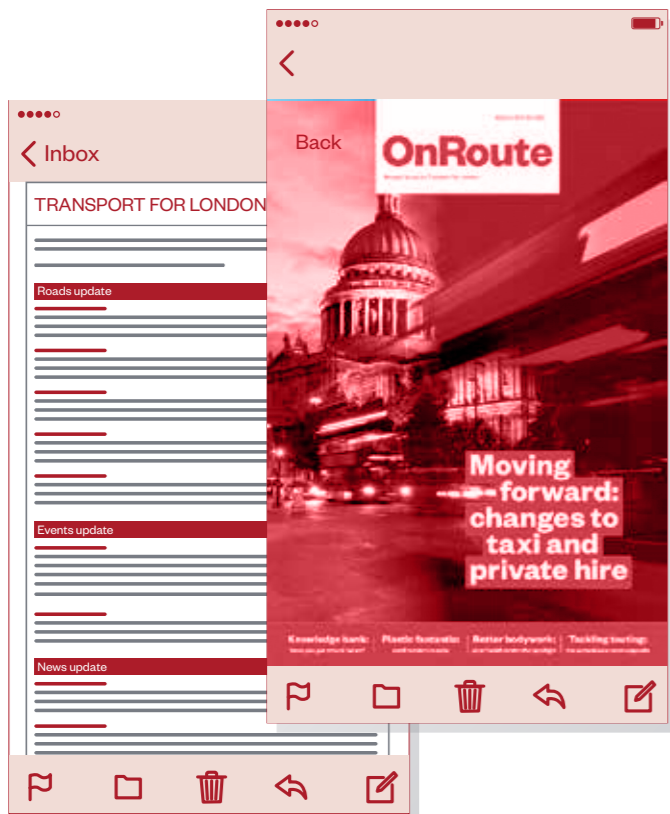 Inbox
TRANSPORT FOR LONDON
Roads update
Events update
News update
Back
OnRoute
Moving
forward:
changes to
taxi and
private hire
Knowledge bank:
Plastic fantastic:
Better bodywork:
Tackling touting: